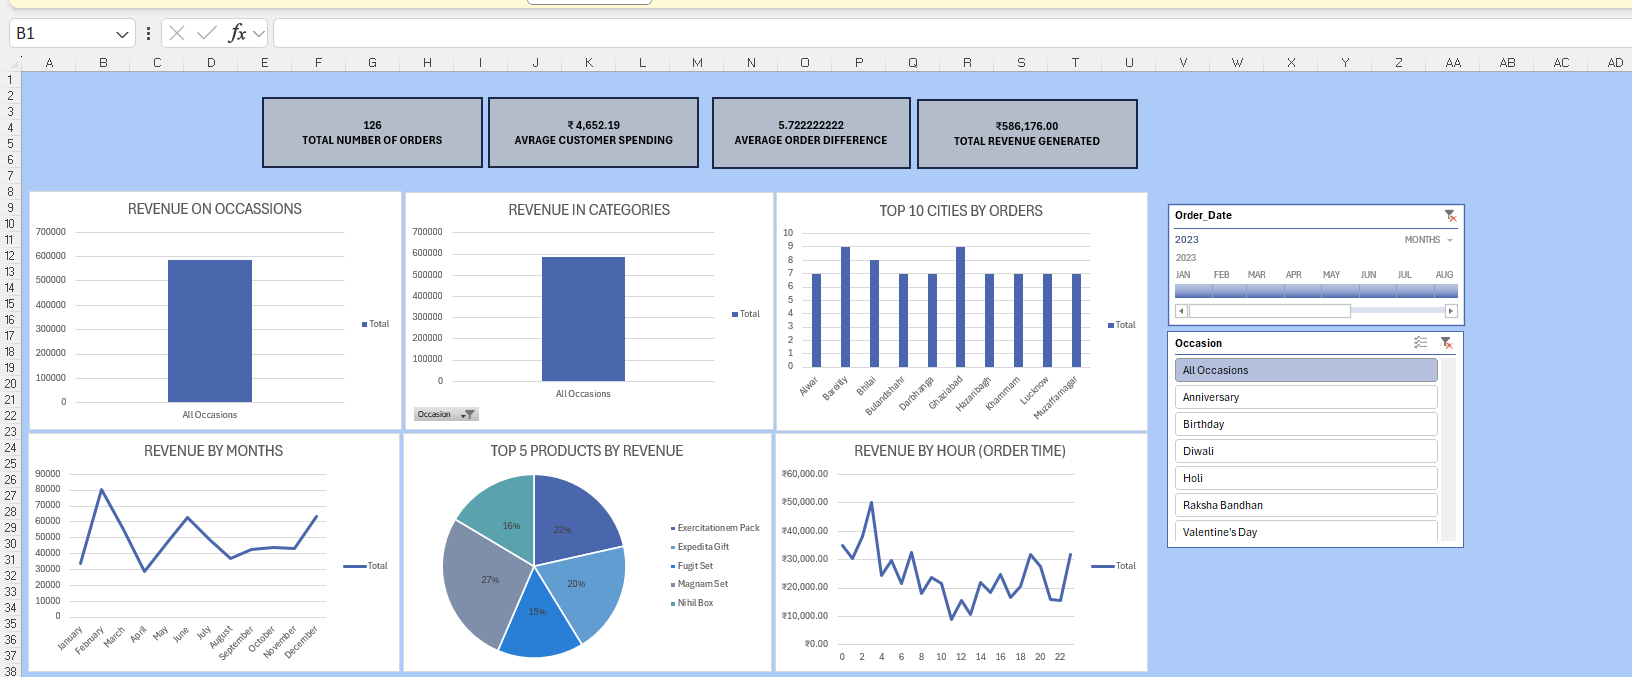 B1
fx
A B C D E F G H I J K L M N O P Q R S T U V W X Y Z AA AB AC AD
1
2
3
4
5
6
7
8
9
10
11
12
13
14
15
16
17
18
19
20
21
22
23
24
25
26
27
28
29
30
31
32
33
34
35
36
37
38
126
TOTAL NUMBER OF ORDERS
₹ 4,652.19
AVRAGE CUSTOMER SPENDING
5.722222222
AVERAGE ORDER DIFFERENCE
₹586,176.00
TOTAL REVENUE GENERATED
REVENUE ON OCCASSIONS
700000
600000
500000
400000
300000
200000
100000
0
All Occasions
Total
REVENUE IN CATEGORIES
700000
600000
500000
400000
300000
200000
100000
0
All Occasions
Total
Occasion
TOP 10 CITIES BY ORDERS
10
9
8
7
6
5
4
3
2
1
0
Alwar
Bareilly
Bhilai
Bulandshahr
Darbhanga
Ghaziabad
Hazaribagh
Khammam
Lucknow
Muzaffarnagar
Total
Order_Date
2023 MONTHS
2023
JAN FEB MAR APR MAY JUN JUL AUG
Occasion
All Occasions
Anniversary
Birthday
Diwali
Holi
Raksha Bandhan
Valentine's Day
REVENUE BY MONTHS
90000
80000
70000
60000
50000
40000
30000
20000
10000
0
January
February
March
April
May
June
July
August
September
October
November
December
Total
TOP 5 PRODUCTS BY REVENUE
22%
20%
15%
27%
16%
Exercitationem Pack
Expedita Gift
Fugit Set
Magnam Set
Nihil Box
REVENUE BY HOUR (ORDER TIME)
₹60,000.00
₹50,000.00
₹40,000.00
₹30,000.00
₹20,000.00
₹10,000.00
₹0.00
0 2 4 6 8 10 12 14 16 18 20 22
Total